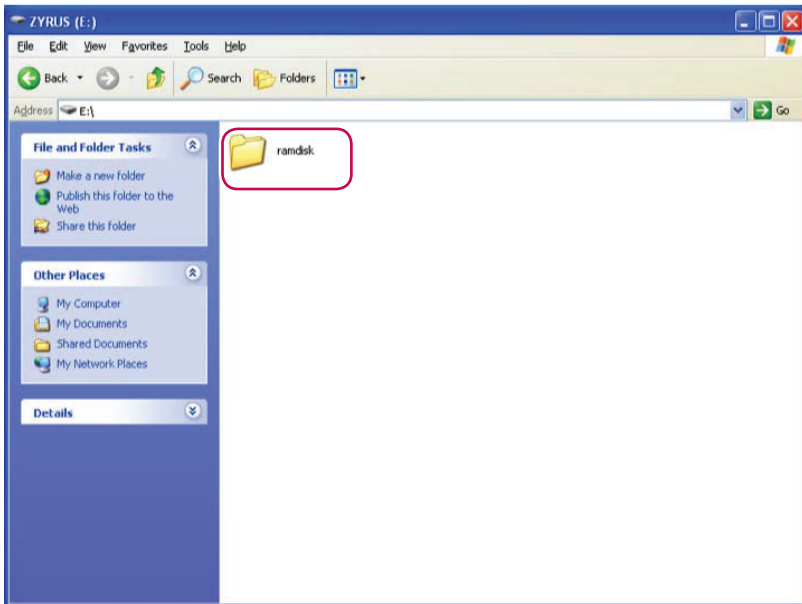 ZYRUS (E:)
File Edit View Favorites Tools Help
Back Search Folders
Address E:\ Go
File and Folder Tasks
Make a new folder
Publish this folder to the
Web
Share this folder
Other Places
My Computer
My Documents
Shared Documents
My Network Places
Details
ramdisk